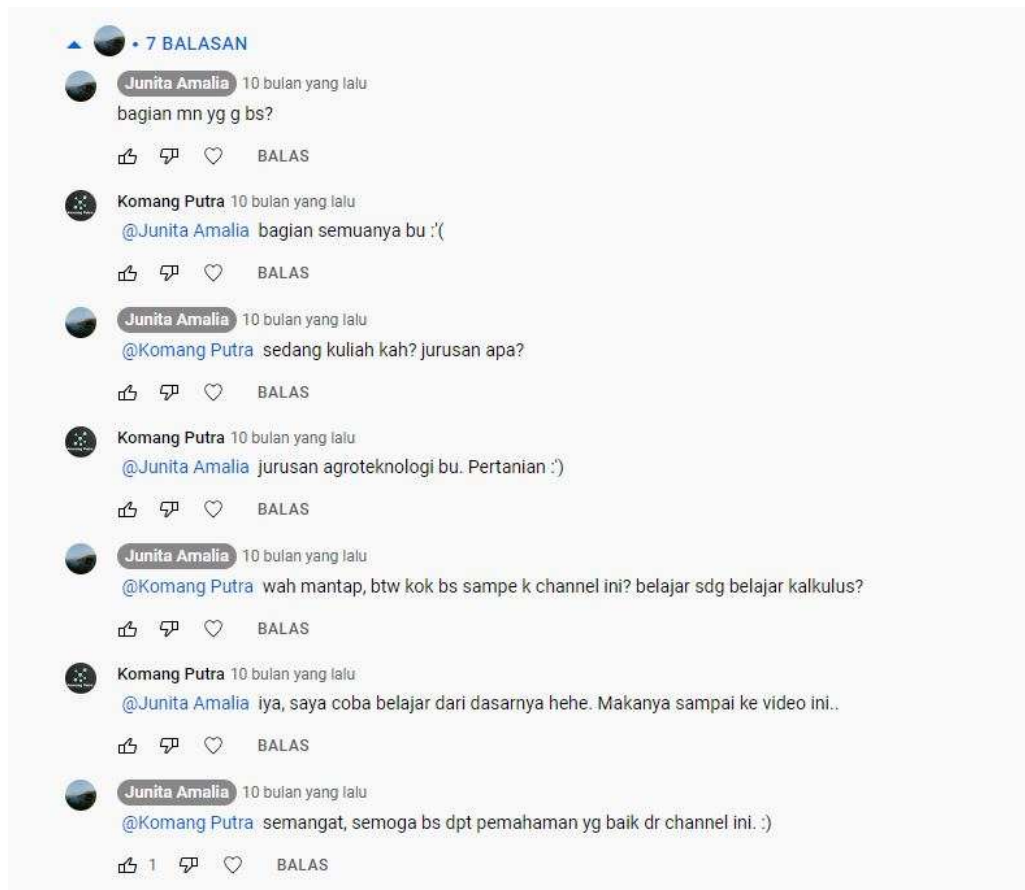 • 7 BALASAN
Junita Amalia 10 bulan yang lalu
bagian mn yg g bs?
BALAS
Komang Putra 10 bulan yang lalu
@Junita Amalia bagian semuanya bu :'(
BALAS
Junita Amalia 10 bulan yang lalu
@Komang Putra sedang kuliah kah? jurusan apa?
BALAS
Komang Putra 10 bulan yang lalu
@Junita Amalia jurusan agroteknologi bu. Pertanian :')
BALAS
Junita Amalia 10 bulan yang lalu
@Komang Putra wah mantap, btw kok bs sampe k channel ini? belajar sdg belajar kalkulus?
BALAS
Komang Putra 10 bulan yang lalu
@Junita Amalia iya, saya coba belajar dari dasarnya hehe. Makanya sampai ke video ini..
BALAS
Junita Amalia 10 bulan yang lalu
@Komang Putra semangat, semoga bs dpt pemahaman yg baik dr channel ini. :)
1 BALAS